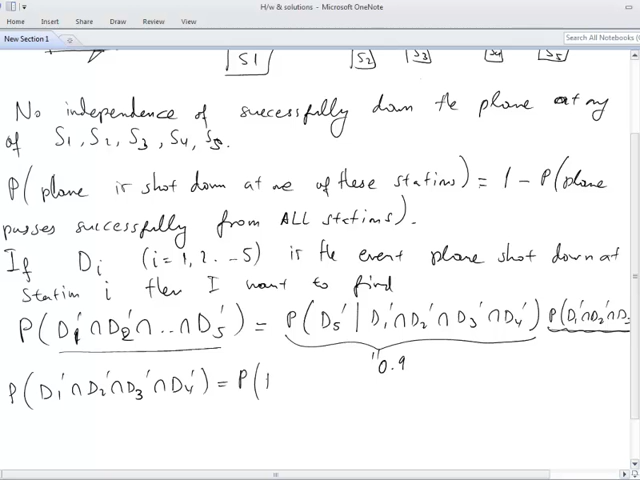 H/w & solutions - Microsoft OneNote
Home Insert Share Draw Review View
New Section 1 Search All Notebooks (
S1 S2 S3 S4 S5
No independence of successfully down the plane at any
of S1, S2, S3, S4, S5.
P(plane is shot down at one of these stations) = 1 - P(plane
passes successfully from ALL stations).
If Di (i=1, 2.. -5) is the event plane shot down at
station i then I want to find
P(D1' ∩ D2' ∩ ... ∩ D5') = P(D5' | D1' ∩ D2' ∩ D3' ∩ D4') P(D1' ∩ D2' ∩ D3
" 0.9
P(D1' ∩ D2' ∩ D3' ∩ D4') = P(